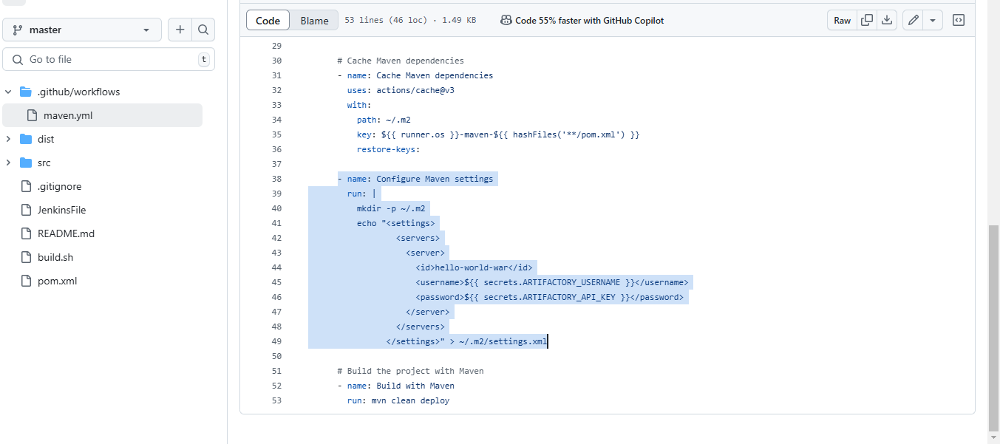 master
Go to file
t
.github/workflows
maven.yml
dist
src
.gitignore
JenkinsFile
README.md
build.sh
pom.xml
Code
Blame
53 lines (46 loc) · 1.49 KB
Code 55% faster with GitHub Copilot
Raw
29
30 # Cache Maven dependencies
31 - name: Cache Maven dependencies
32 uses: actions/cache@v3
33 with:
34 path: ~/.m2
35 key: ${{ runner.os }}-maven-${{ hashFiles('**/pom.xml') }}
36 restore-keys:
37
38 - name: Configure Maven settings
39 run: |
40 mkdir -p ~/.m2
41 echo "<settings>
42 <servers>
43 <server>
44 <id>hello-world-war</id>
45 <username>${{ secrets.ARTIFACTORY_USERNAME }}</username>
46 <password>${{ secrets.ARTIFACTORY_API_KEY }}</password>
47 </server>
48 </servers>
49 </settings>" > ~/.m2/settings.xml
50
51 # Build the project with Maven
52 - name: Build with Maven
53 run: mvn clean deploy